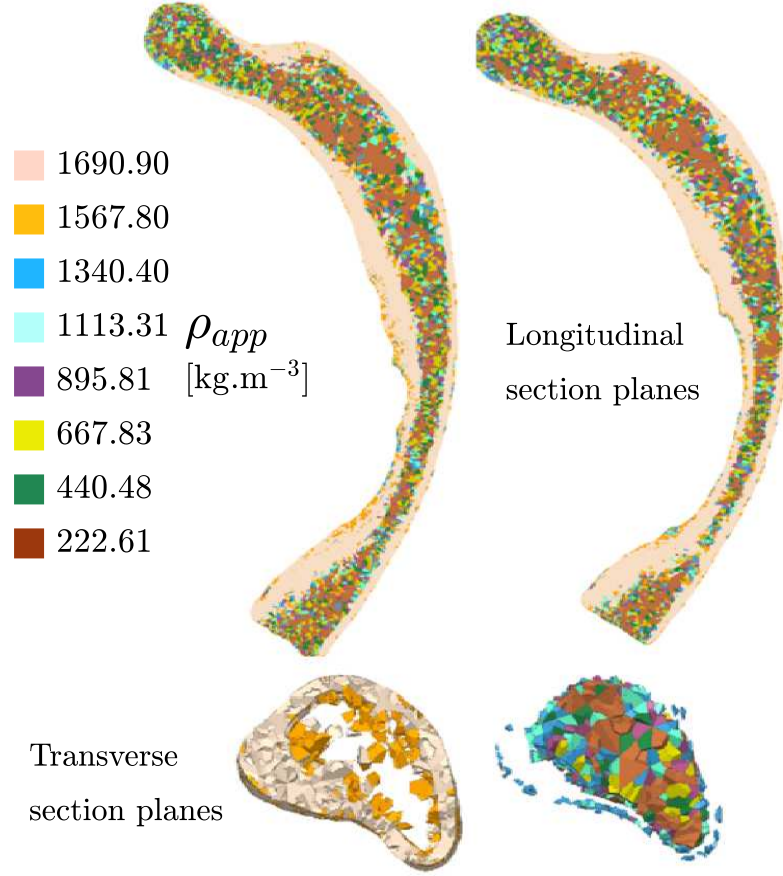 1690.90
1567.80
1340.40
1113.31
895.81
667.83
440.48
222.61
ρ_app
[kg.m⁻³]
Longitudinal
section planes
Transverse
section planes